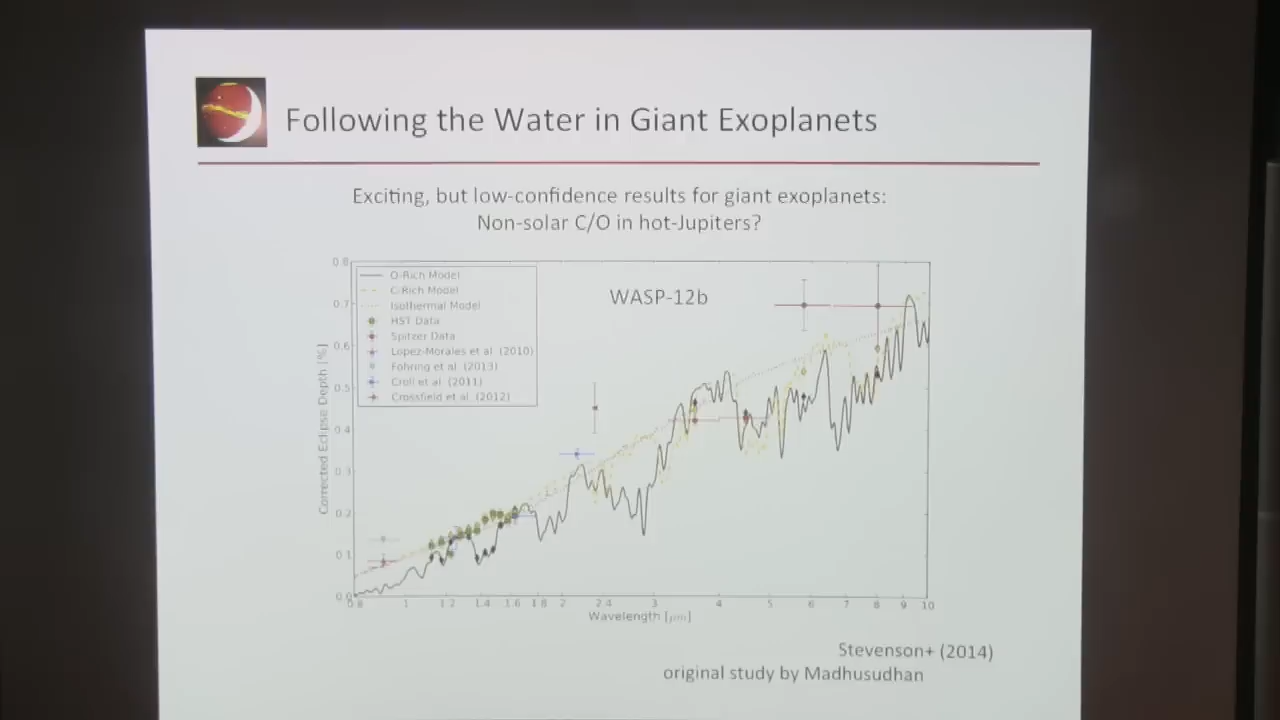 Following the Water in Giant Exoplanets
Exciting, but low-confidence results for giant exoplanets:
Non-solar C/O in hot-Jupiters?
WASP-12b
O-Rich Model
C-Rich Model
Isothermal Model
HST Data
Spitzer Data
Lopez-Morales et al. (2010)
Fohring et al. (2013)
Croll et al. (2011)
Crossfield et al. (2012)
Corrected Eclipse Depth [%]
0.8
0.7
0.6
0.5
0.4
0.3
0.2
0.1
0.0
0.8 1 1.2 1.4 1.6 1.8 2 2.4 3 4 5 6 7 8 9 10
Wavelength [μm]
Stevenson+ (2014)
original study by Madhusudhan